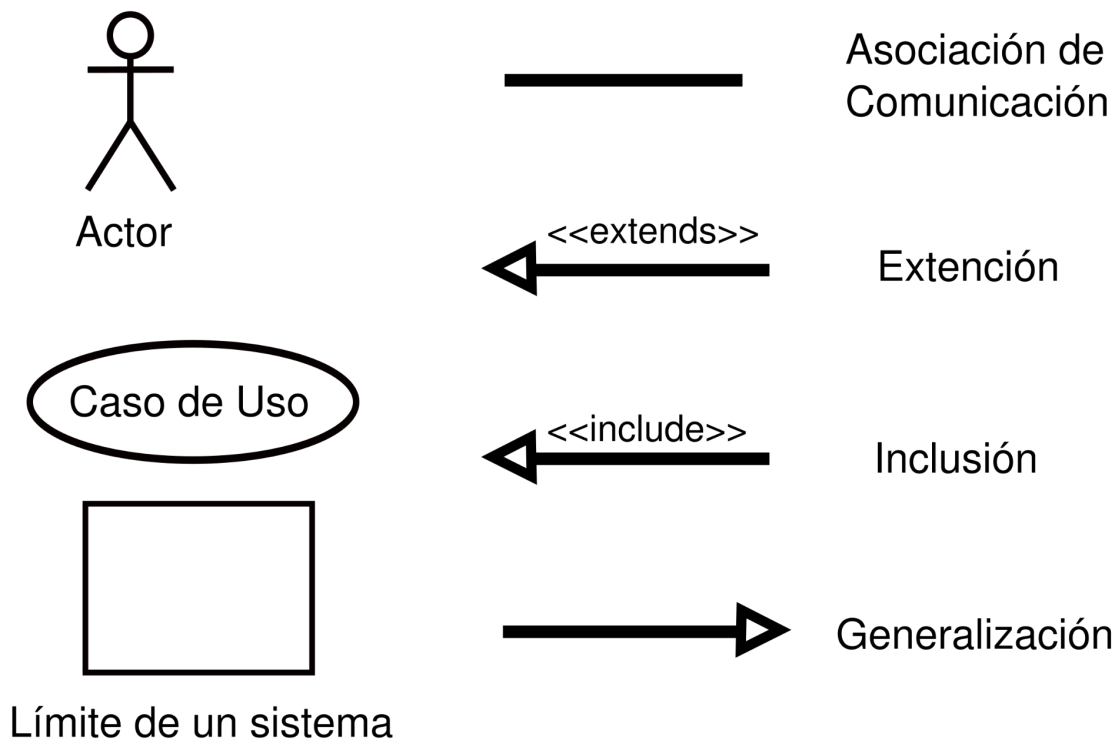 Actor
Asociación de
Comunicación
<<extends>>
Extención
Caso de Uso
<<include>>
Inclusión
Generalización
Límite de un sistema